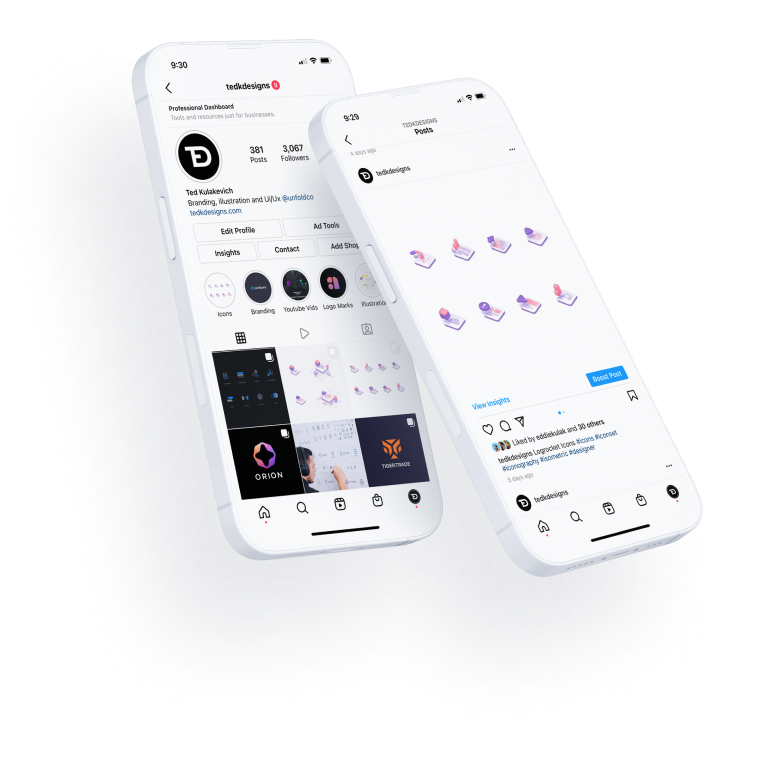 9:30
tedkdesigns 9
Professional Dashboard
Tools and resources just for businesses.
TD
381 3,067
Posts Followers
Ted Kulakevich
Branding, illustration and Ui/Ux @unfoldco
tedkdesigns.com
Edit Profile Ad Tools
Insights Contact Add Shop
Icons Branding Youtube Vids Logo Marks Illustration
ORION
TIGERTRADE
9:29
TEDKDESIGNS
Posts
4 days ago
tedkdesigns
View Insights
Boost Post
Liked by eddiekulak and 30 others
tedkdesigns Logrocket Icons #icons #iconset
#iconography #isometric #designer
5 days ago
tedkdesigns